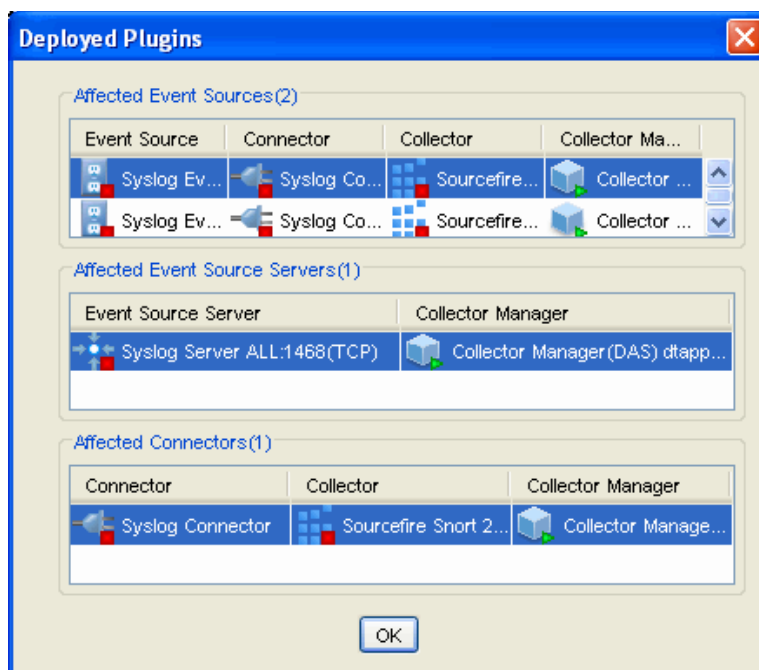 Deployed Plugins
Affected Event Sources(2)
Event Source Connector Collector Collector Ma...
Syslog Ev... Syslog Co... Sourcefire... Collector ...
Syslog Ev... Syslog Co... Sourcefire... Collector ...
Affected Event Source Servers(1)
Event Source Server Collector Manager
Syslog Server ALL:1468(TCP) Collector Manager(DAS) dtapp...
Affected Connectors(1)
Connector Collector Collector Manager
Syslog Connector Sourcefire Snort 2... Collector Manage...
OK